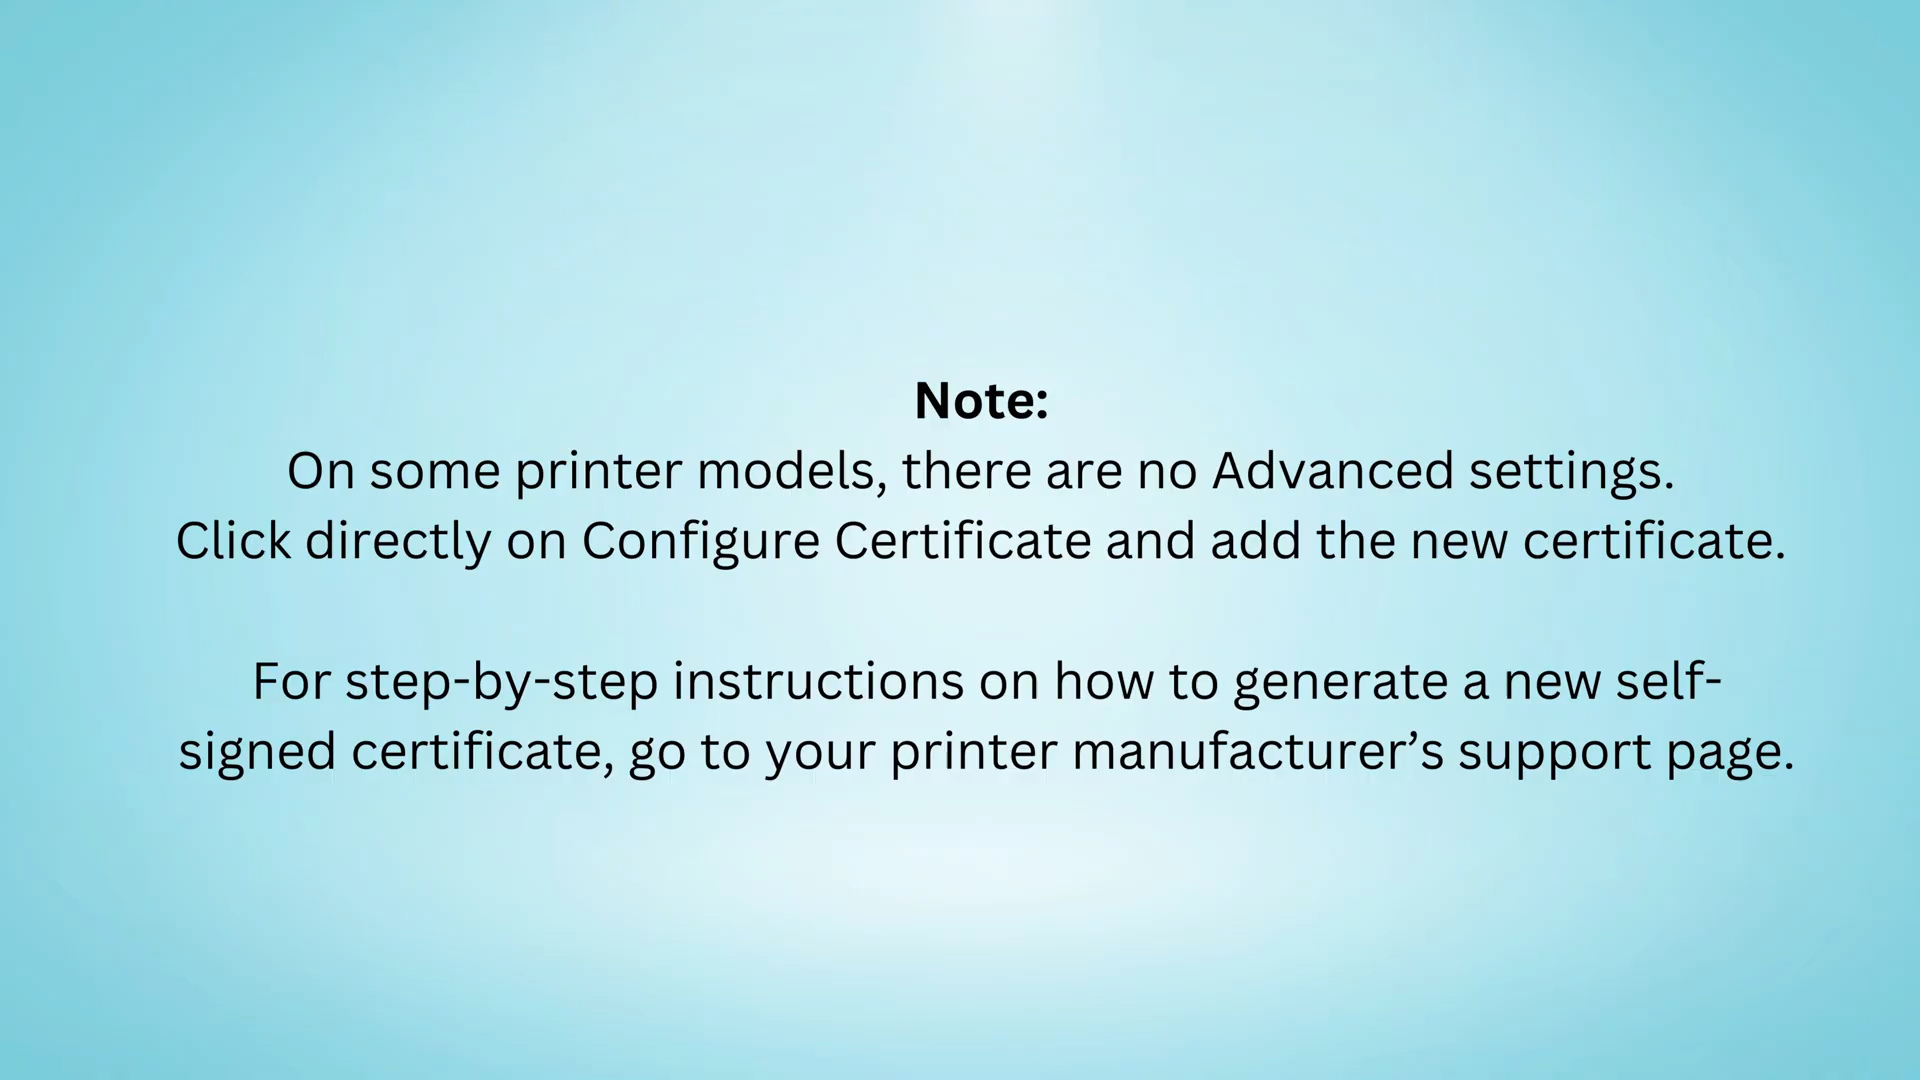 Note:
On some printer models, there are no Advanced settings.
Click directly on Configure Certificate and add the new certificate.
For step-by-step instructions on how to generate a new self-
signed certificate, go to your printer manufacturer’s support page.